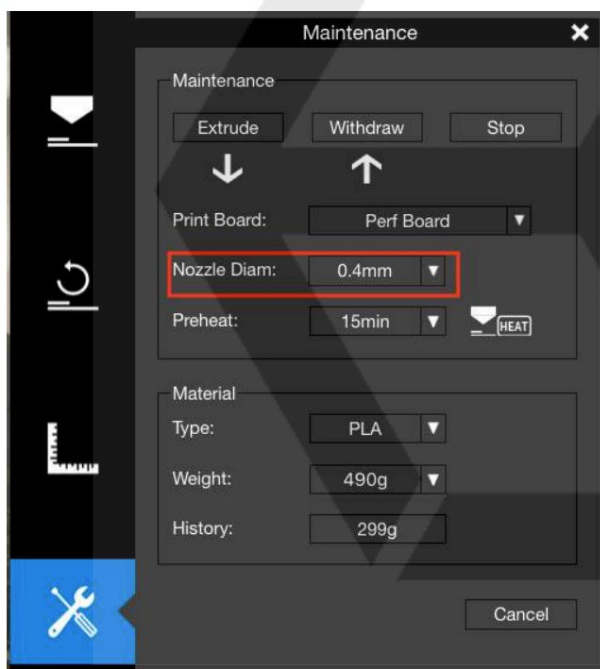 Maintenance
Maintenance
Extrude Withdraw Stop
Print Board: Perf Board
Nozzle Diam: 0.4mm
Preheat: 15min HEAT
Material
Type: PLA
Weight: 490g
History: 299g
Cancel